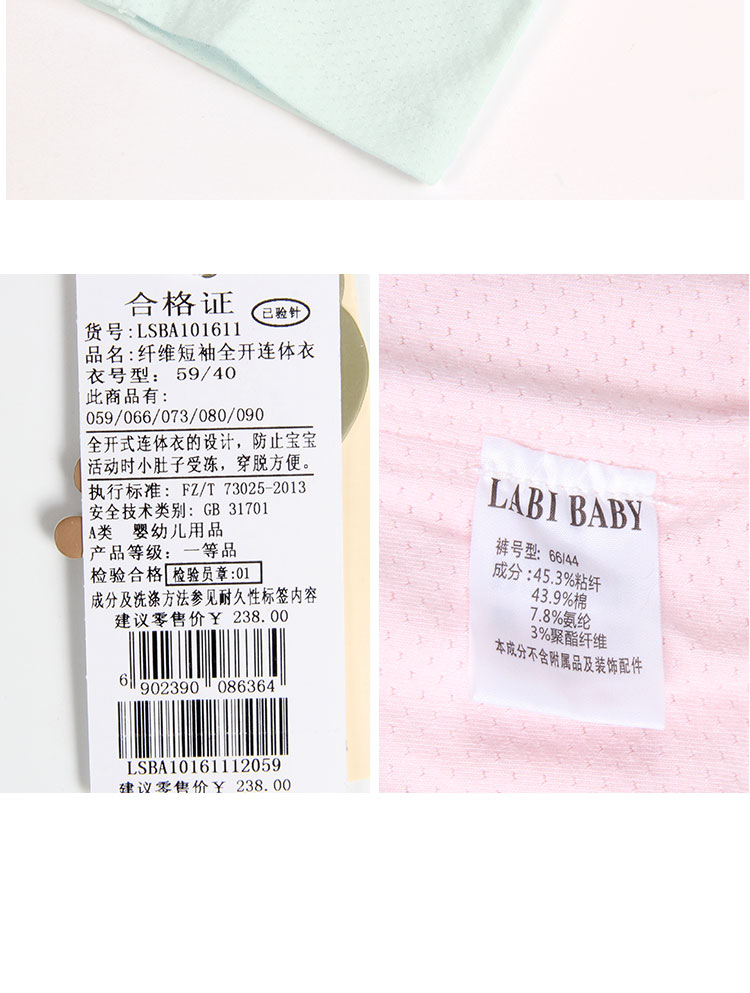 合格证
已验针
货号:LSBA101611
品名:纤维短袖全开连体衣
衣号型: 59/40
此商品有:
059/066/073/080/090
全开式连体衣的设计,防止宝宝
活动时小肚子受冻,穿脱方便。
执行标准: FZ/T 73025-2013
安全技术类别: GB 31701
A类 婴幼儿用品
产品等级: 一等品
检验合格 检验员章:01
成分及洗涤方法参见耐久性标签内容
建议零售价¥ 238.00
6 902390 086364
LSBA10161112059
建议零售价¥ 238.00
LABI BABY
裤号型: 66/44
成分:45.3%粘纤
43.9%棉
7.8%氨纶
3%聚酯纤维
本成分不含附属品及装饰配件